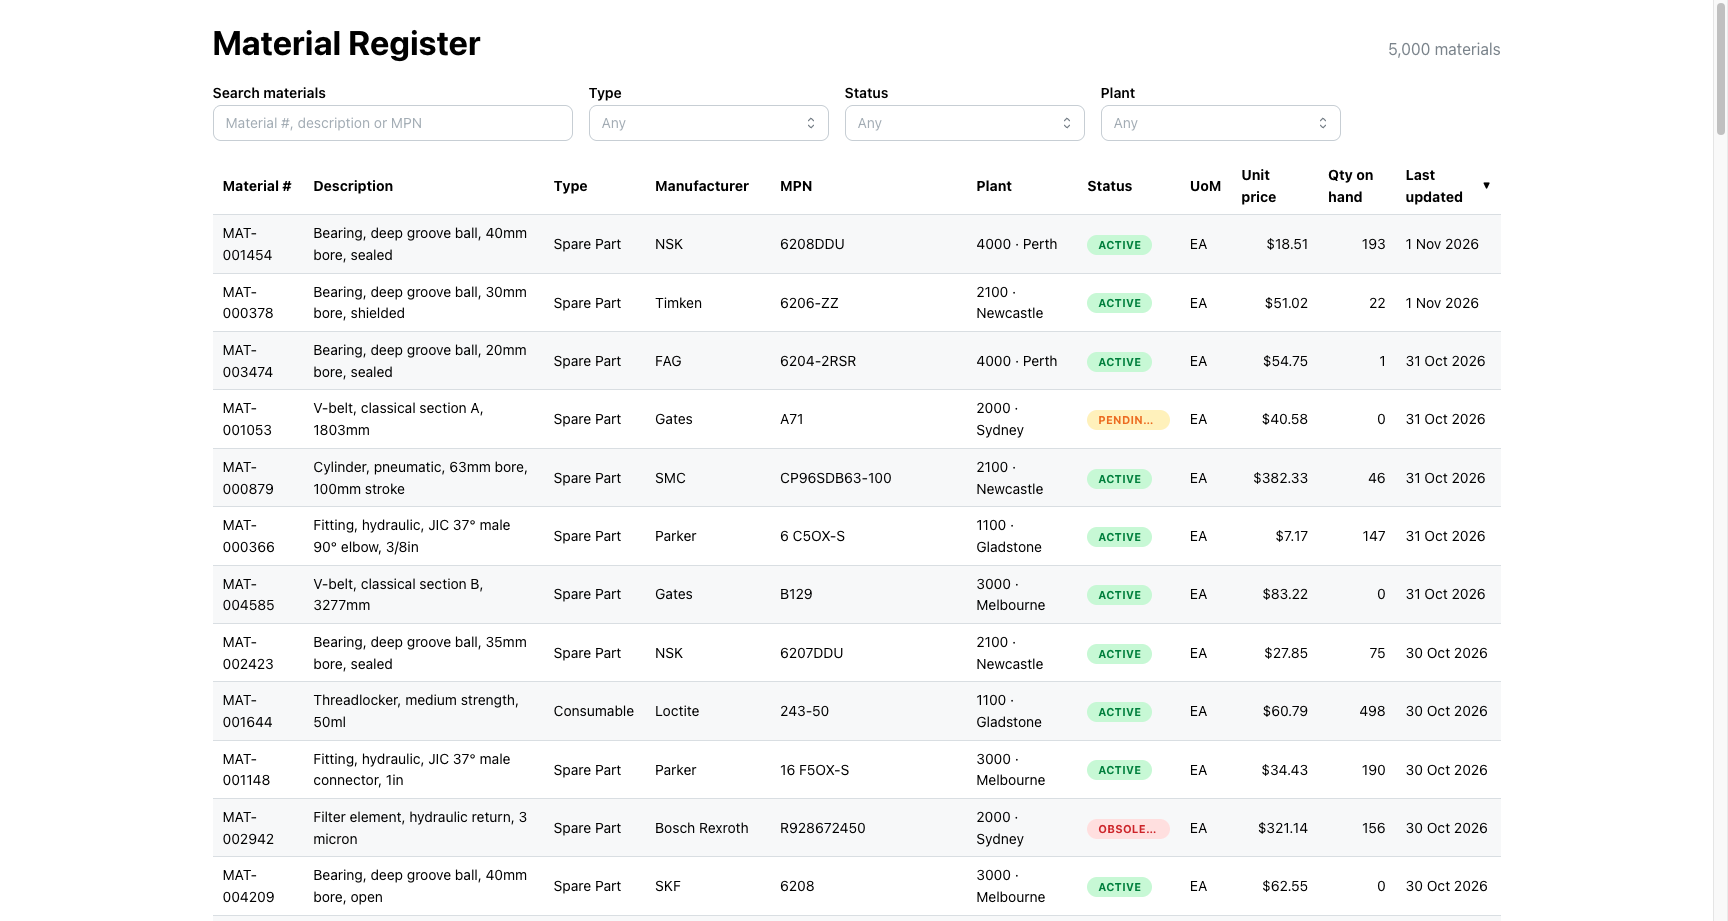 Material Register
5,000 materials
Search materials
Type
Status
Plant
Material #, description or MPN
Any
Any
Any
Material #
Description
Type
Manufacturer
MPN
Plant
Status
UoM
Unit
price
Qty on
hand
Last
updated
▼
MAT-
001454
Bearing, deep groove ball, 40mm
bore, sealed
Spare Part
NSK
6208DDU
4000 · Perth
ACTIVE
EA
$18.51
193
1 Nov 2026
MAT-
000378
Bearing, deep groove ball, 30mm
bore, shielded
Spare Part
Timken
6206-ZZ
2100 ·
Newcastle
ACTIVE
EA
$51.02
22
1 Nov 2026
MAT-
003474
Bearing, deep groove ball, 20mm
bore, sealed
Spare Part
FAG
6204-2RSR
4000 · Perth
ACTIVE
EA
$54.75
1
31 Oct 2026
MAT-
001053
V-belt, classical section A,
1803mm
Spare Part
Gates
A71
2000 ·
Sydney
PENDIN...
EA
$40.58
0
31 Oct 2026
MAT-
000879
Cylinder, pneumatic, 63mm bore,
100mm stroke
Spare Part
SMC
CP96SDB63-100
2100 ·
Newcastle
ACTIVE
EA
$382.33
46
31 Oct 2026
MAT-
000366
Fitting, hydraulic, JIC 37° male
90° elbow, 3/8in
Spare Part
Parker
6 C5OX-S
1100 ·
Gladstone
ACTIVE
EA
$7.17
147
31 Oct 2026
MAT-
004585
V-belt, classical section B,
3277mm
Spare Part
Gates
B129
3000 ·
Melbourne
ACTIVE
EA
$83.22
0
31 Oct 2026
MAT-
002423
Bearing, deep groove ball, 35mm
bore, sealed
Spare Part
NSK
6207DDU
2100 ·
Newcastle
ACTIVE
EA
$27.85
75
30 Oct 2026
MAT-
001644
Threadlocker, medium strength,
50ml
Consumable
Loctite
243-50
1100 ·
Gladstone
ACTIVE
EA
$60.79
498
30 Oct 2026
MAT-
001148
Fitting, hydraulic, JIC 37° male
connector, 1in
Spare Part
Parker
16 F5OX-S
3000 ·
Melbourne
ACTIVE
EA
$34.43
190
30 Oct 2026
MAT-
002942
Filter element, hydraulic return, 3
micron
Spare Part
Bosch Rexroth
R928672450
2000 ·
Sydney
OBSOLE...
EA
$321.14
156
30 Oct 2026
MAT-
004209
Bearing, deep groove ball, 40mm
bore, open
Spare Part
SKF
6208
3000 ·
Melbourne
ACTIVE
EA
$62.55
0
30 Oct 2026